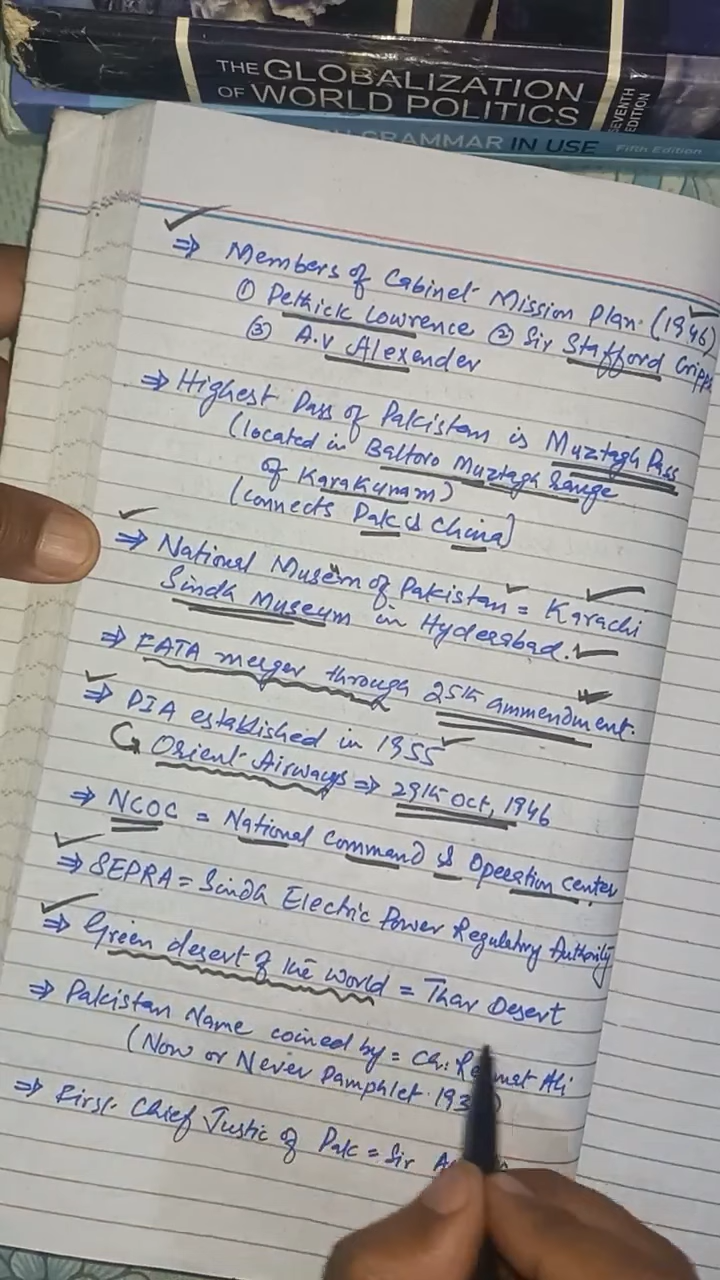 THE GLOBALIZATION
OF WORLD POLITICS
SEVENTH
EDITION
GRAMMAR IN USE Fifth Edition
⇒ Members of Cabinet Mission Plan. (1946)
① Pethick Lowrence ② Sir Stafford Cripps
③ A.V Alexender
⇒ Highest Pass of Pakistan is Muztagh Pass
(located in Baltoro Muztagh Range
of Karakuram)
(connects Pak & China)
⇒ National Museum of Pakistan = Karachi
Sindh Museum in Hyderabad.
⇒ FATA merger through 25th ammendment.
⇒ PIA established in 1955
Orient Airways ⇒ 29th Oct, 1946
⇒ NCOC = National Command & Operation Center
⇒ SEPRA = Sindh Electric Power Regulatory Authority
⇒ Green desert of the world = Thar Desert
⇒ Pakistan Name coined by = Ch: Rehmat Ali
(Now or Never Pamphlet 193
⇒ First Chief Justic of Pak = Sir